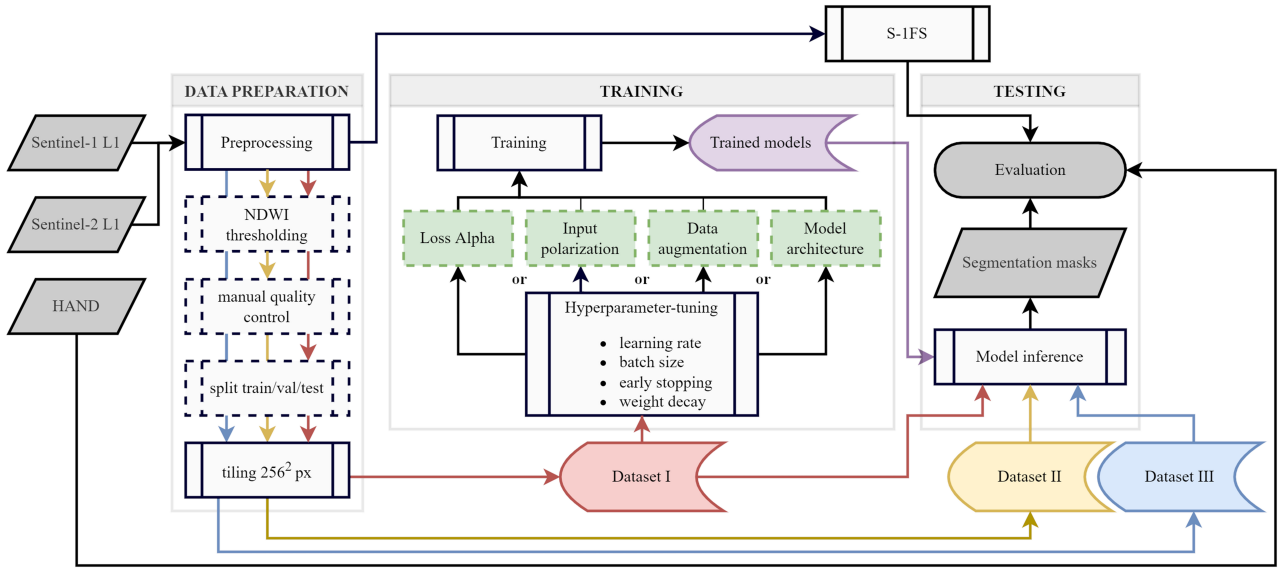 S-1FS
DATA PREPARATION
TRAINING
TESTING
Sentinel-1 L1
Preprocessing
Training
Trained models
Evaluation
Sentinel-2 L1
NDWI
thresholding
Loss Alpha
Input
polarization
Data
augmentation
Model
architecture
Segmentation masks
or
or
or
HAND
manual quality
control
Hyperparameter-tuning
• learning rate
• batch size
• early stopping
• weight decay
Model inference
split train/val/test
tiling 256² px
Dataset I
Dataset II
Dataset III